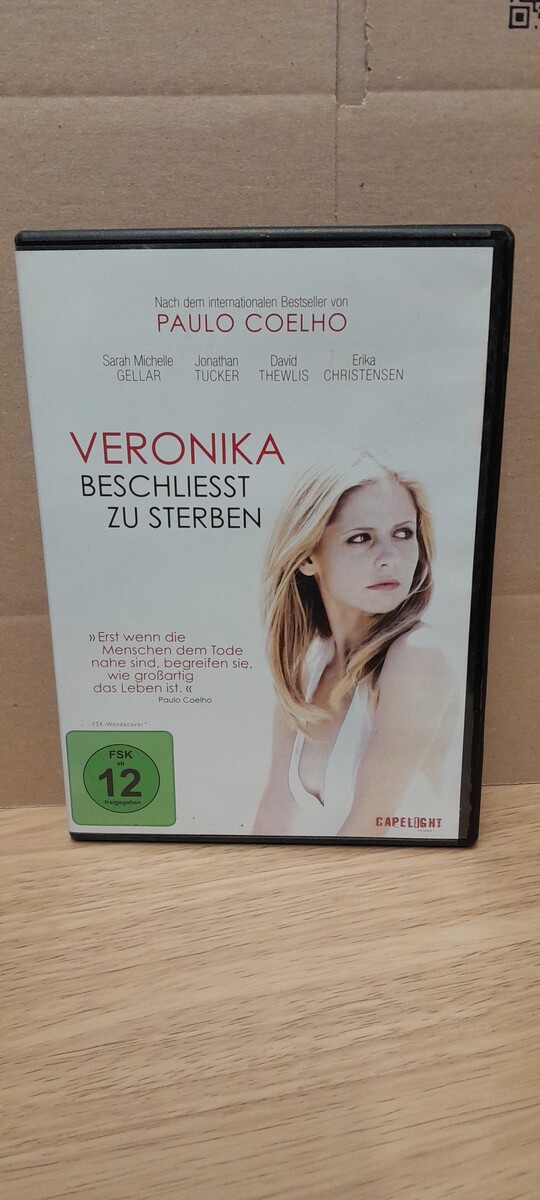 Nach dem internationalen Bestseller von
PAULO COELHO
Sarah Michelle GELLAR
Jonathan TUCKER
David THEWLIS
Erika CHRISTENSEN
VERONIKA
BESCHLIESST
ZU STERBEN
»Erst wenn die
Menschen dem Tode
nahe sind, begreifen sie,
wie großartig
das Leben ist.«
Paulo Coelho
FSK-Wendecover*
FSK
ab
12
freigegeben
CAPELIGHT